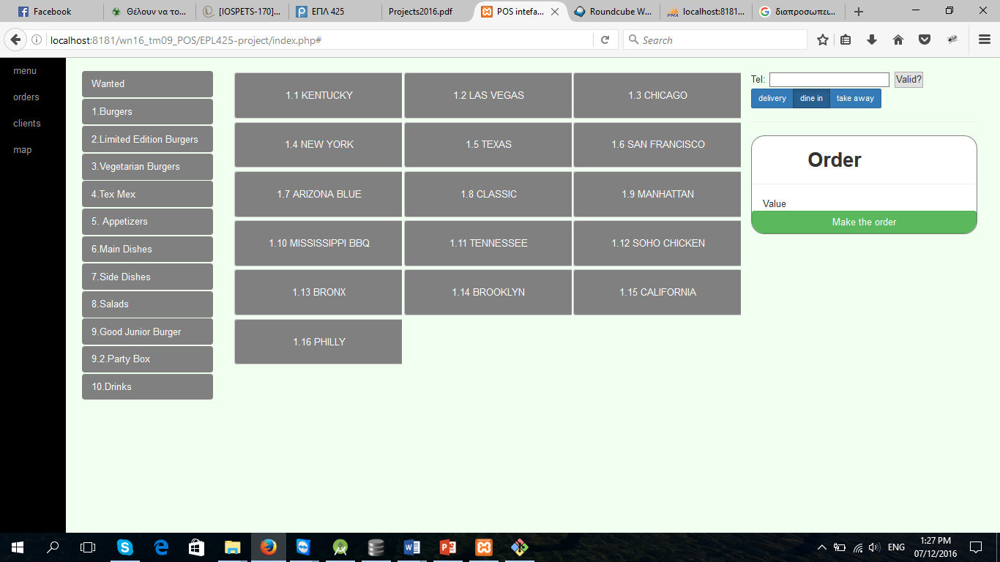 Facebook
Θέλουν να το...
[IOSPETS-170]...
ΕΠΛ 425
Projects2016.pdf
POS intefa...
Roundcube W...
localhost:8181...
διαπροσωπει...
localhost:8181/wn16_tm09_POS/EPL425-project/index.php#
Search
menu
orders
clients
map
Wanted
1.Burgers
2.Limited Edition Burgers
3.Vegetarian Burgers
4.Tex Mex
5. Appetizers
6.Main Dishes
7.Side Dishes
8.Salads
9.Good Junior Burger
9.2.Party Box
10.Drinks
1.1 KENTUCKY
1.2 LAS VEGAS
1.3 CHICAGO
1.4 NEW YORK
1.5 TEXAS
1.6 SAN FRANCISCO
1.7 ARIZONA BLUE
1.8 CLASSIC
1.9 MANHATTAN
1.10 MISSISSIPPI BBQ
1.11 TENNESSEE
1.12 SOHO CHICKEN
1.13 BRONX
1.14 BROOKLYN
1.15 CALIFORNIA
1.16 PHILLY
Tel:
Valid?
delivery
dine in
take away
Order
Value
Make the order
ENG
1:27 PM
07/12/2016